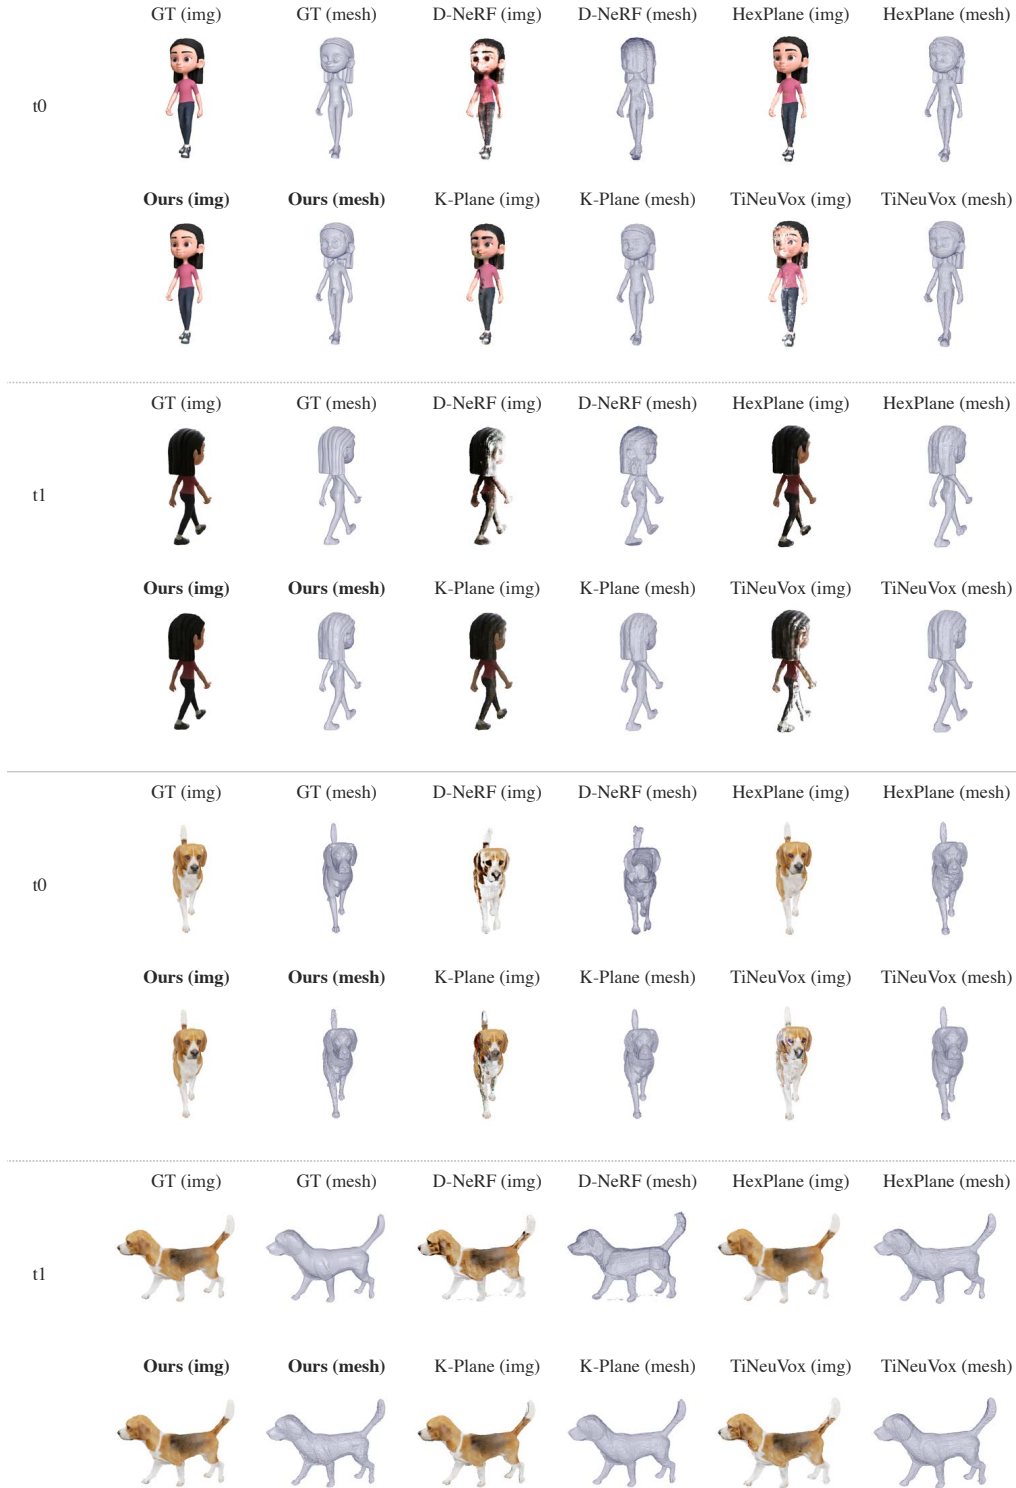 GT (img) GT (mesh) D-NeRF (img) D-NeRF (mesh) HexPlane (img) HexPlane (mesh)
t0
Ours (img) Ours (mesh) K-Plane (img) K-Plane (mesh) TiNeuVox (img) TiNeuVox (mesh)
GT (img) GT (mesh) D-NeRF (img) D-NeRF (mesh) HexPlane (img) HexPlane (mesh)
t1
Ours (img) Ours (mesh) K-Plane (img) K-Plane (mesh) TiNeuVox (img) TiNeuVox (mesh)
GT (img) GT (mesh) D-NeRF (img) D-NeRF (mesh) HexPlane (img) HexPlane (mesh)
t0
Ours (img) Ours (mesh) K-Plane (img) K-Plane (mesh) TiNeuVox (img) TiNeuVox (mesh)
GT (img) GT (mesh) D-NeRF (img) D-NeRF (mesh) HexPlane (img) HexPlane (mesh)
t1
Ours (img) Ours (mesh) K-Plane (img) K-Plane (mesh) TiNeuVox (img) TiNeuVox (mesh)